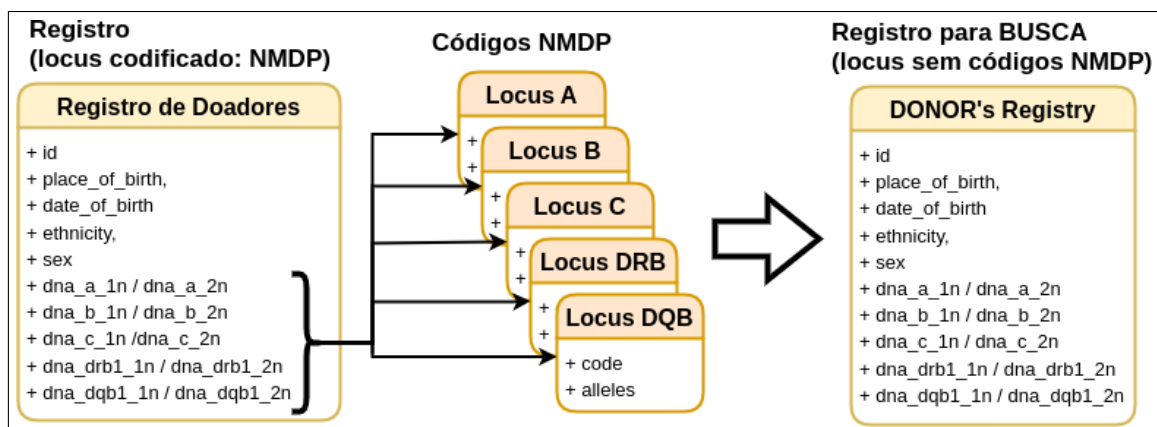 Registro
(locus codificado: NMDP)
Registro de Doadores
+ id
+ place_of_birth,
+ date_of_birth
+ ethnicity,
+ sex
+ dna_a_1n / dna_a_2n
+ dna_b_1n / dna_b_2n
+ dna_c_1n /dna_c_2n
+ dna_drb1_1n / dna_drb1_2n
+ dna_dqb1_1n / dna_dqb1_2n
Códigos NMDP
Locus A
+
+
Locus B
+
+
Locus C
+
+
Locus DRB
+
+
Locus DQB
+ code
+ alleles
Registro para BUSCA
(locus sem códigos NMDP)
DONOR's Registry
+ id
+ place_of_birth,
+ date_of_birth
+ ethnicity,
+ sex
+ dna_a_1n / dna_a_2n
+ dna_b_1n / dna_b_2n
+ dna_c_1n / dna_c_2n
+ dna_drb1_1n / dna_drb1_2n
+ dna_dqb1_1n / dna_dqb1_2n